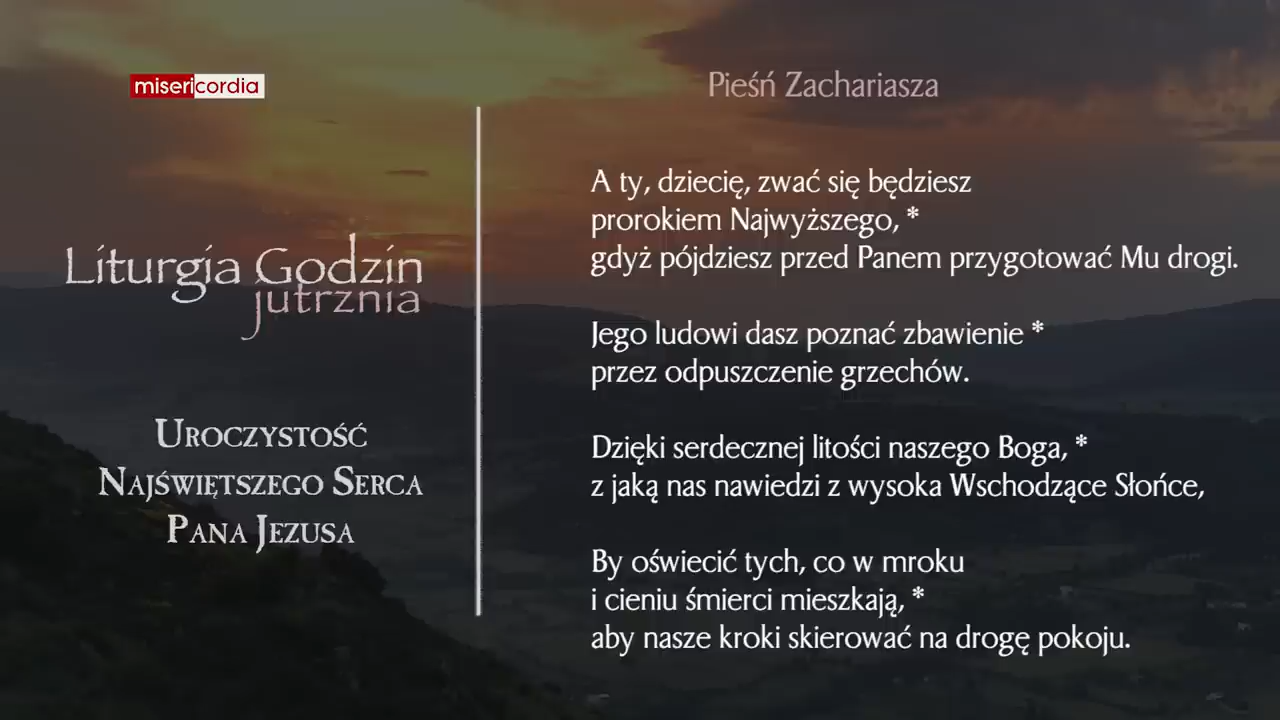 misericordia
Liturgia Godzin
jutrznia
Uroczystość
Najświętszego Serca
Pana Jezusa
Pieśń Zachariasza
A ty, dziecię, zwać się będziesz
prorokiem Najwyższego, *
gdyż pójdziesz przed Panem przygotować Mu drogi.
Jego ludowi dasz poznać zbawienie *
przez odpuszczenie grzechów.
Dzięki serdecznej litości naszego Boga, *
z jaką nas nawiedzi z wysoka Wschodzące Słońce,
By oświecić tych, co w mroku
i cieniu śmierci mieszkają, *
aby nasze kroki skierować na drogę pokoju.